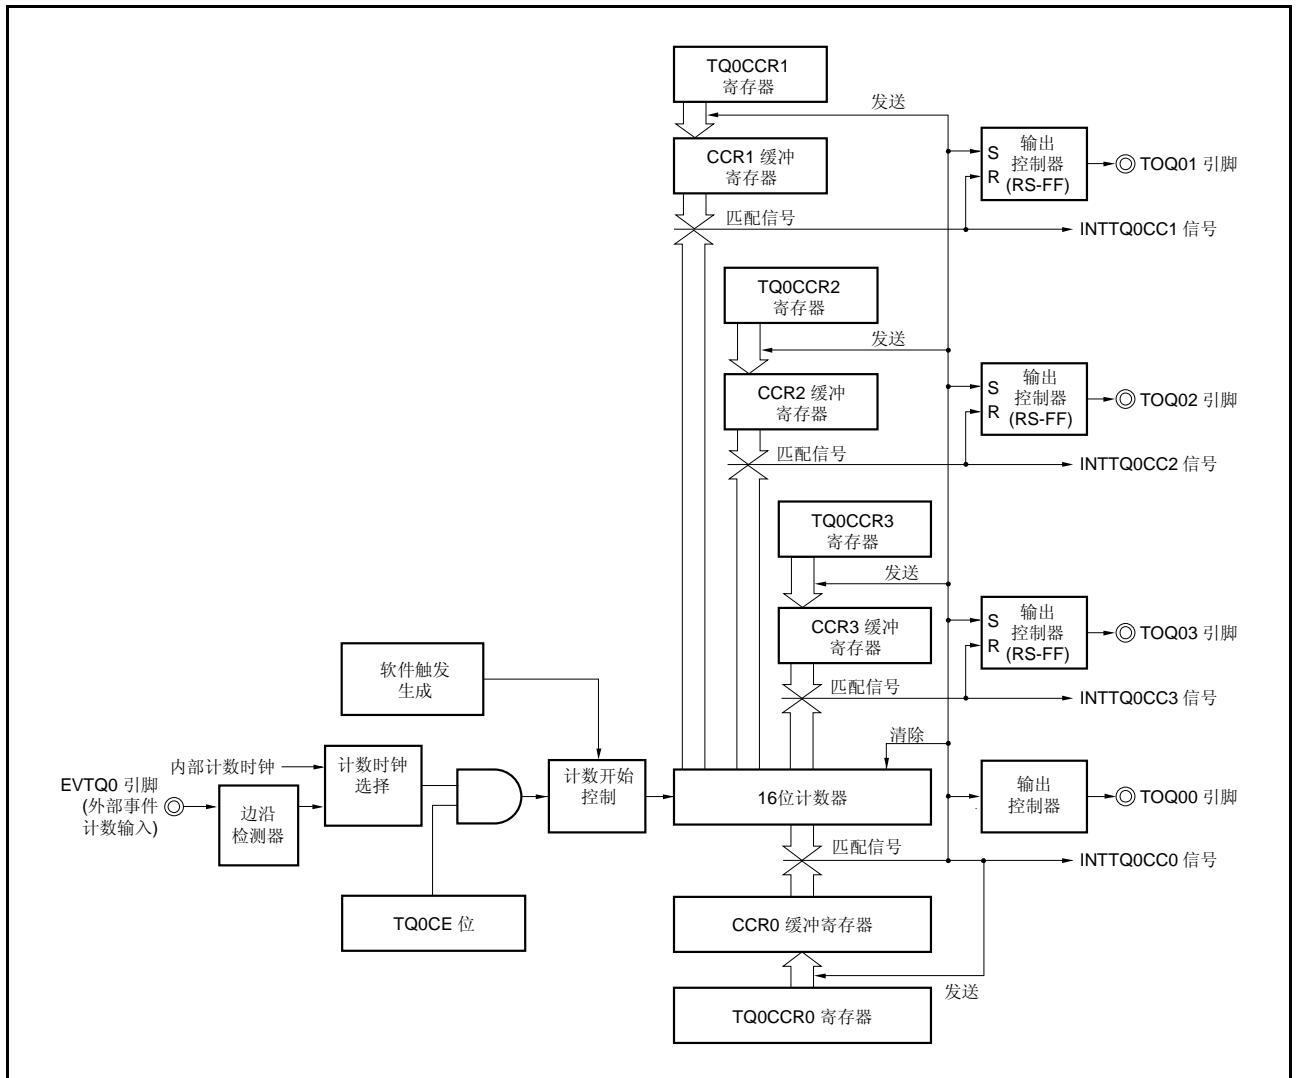 TQ0CCR1
寄存器
发送
CCR1 缓冲
寄存器
S
R
输出
控制器
(RS-FF)
TOQ01 引脚
匹配信号
INTTQ0CC1 信号
TQ0CCR2
寄存器
发送
CCR2 缓冲
寄存器
S
R
输出
控制器
(RS-FF)
TOQ02 引脚
匹配信号
INTTQ0CC2 信号
TQ0CCR3
寄存器
发送
CCR3 缓冲
寄存器
S
R
输出
控制器
(RS-FF)
TOQ03 引脚
匹配信号
INTTQ0CC3 信号
软件触发
生成
清除
内部计数时钟
计数时钟
选择
计数开始
控制
16位计数器
输出
控制器
TOQ00 引脚
EVTQ0 引脚
(外部事件
计数输入)
边沿
检测器
匹配信号
INTTQ0CC0 信号
TQ0CE 位
CCR0 缓冲寄存器
发送
TQ0CCR0 寄存器